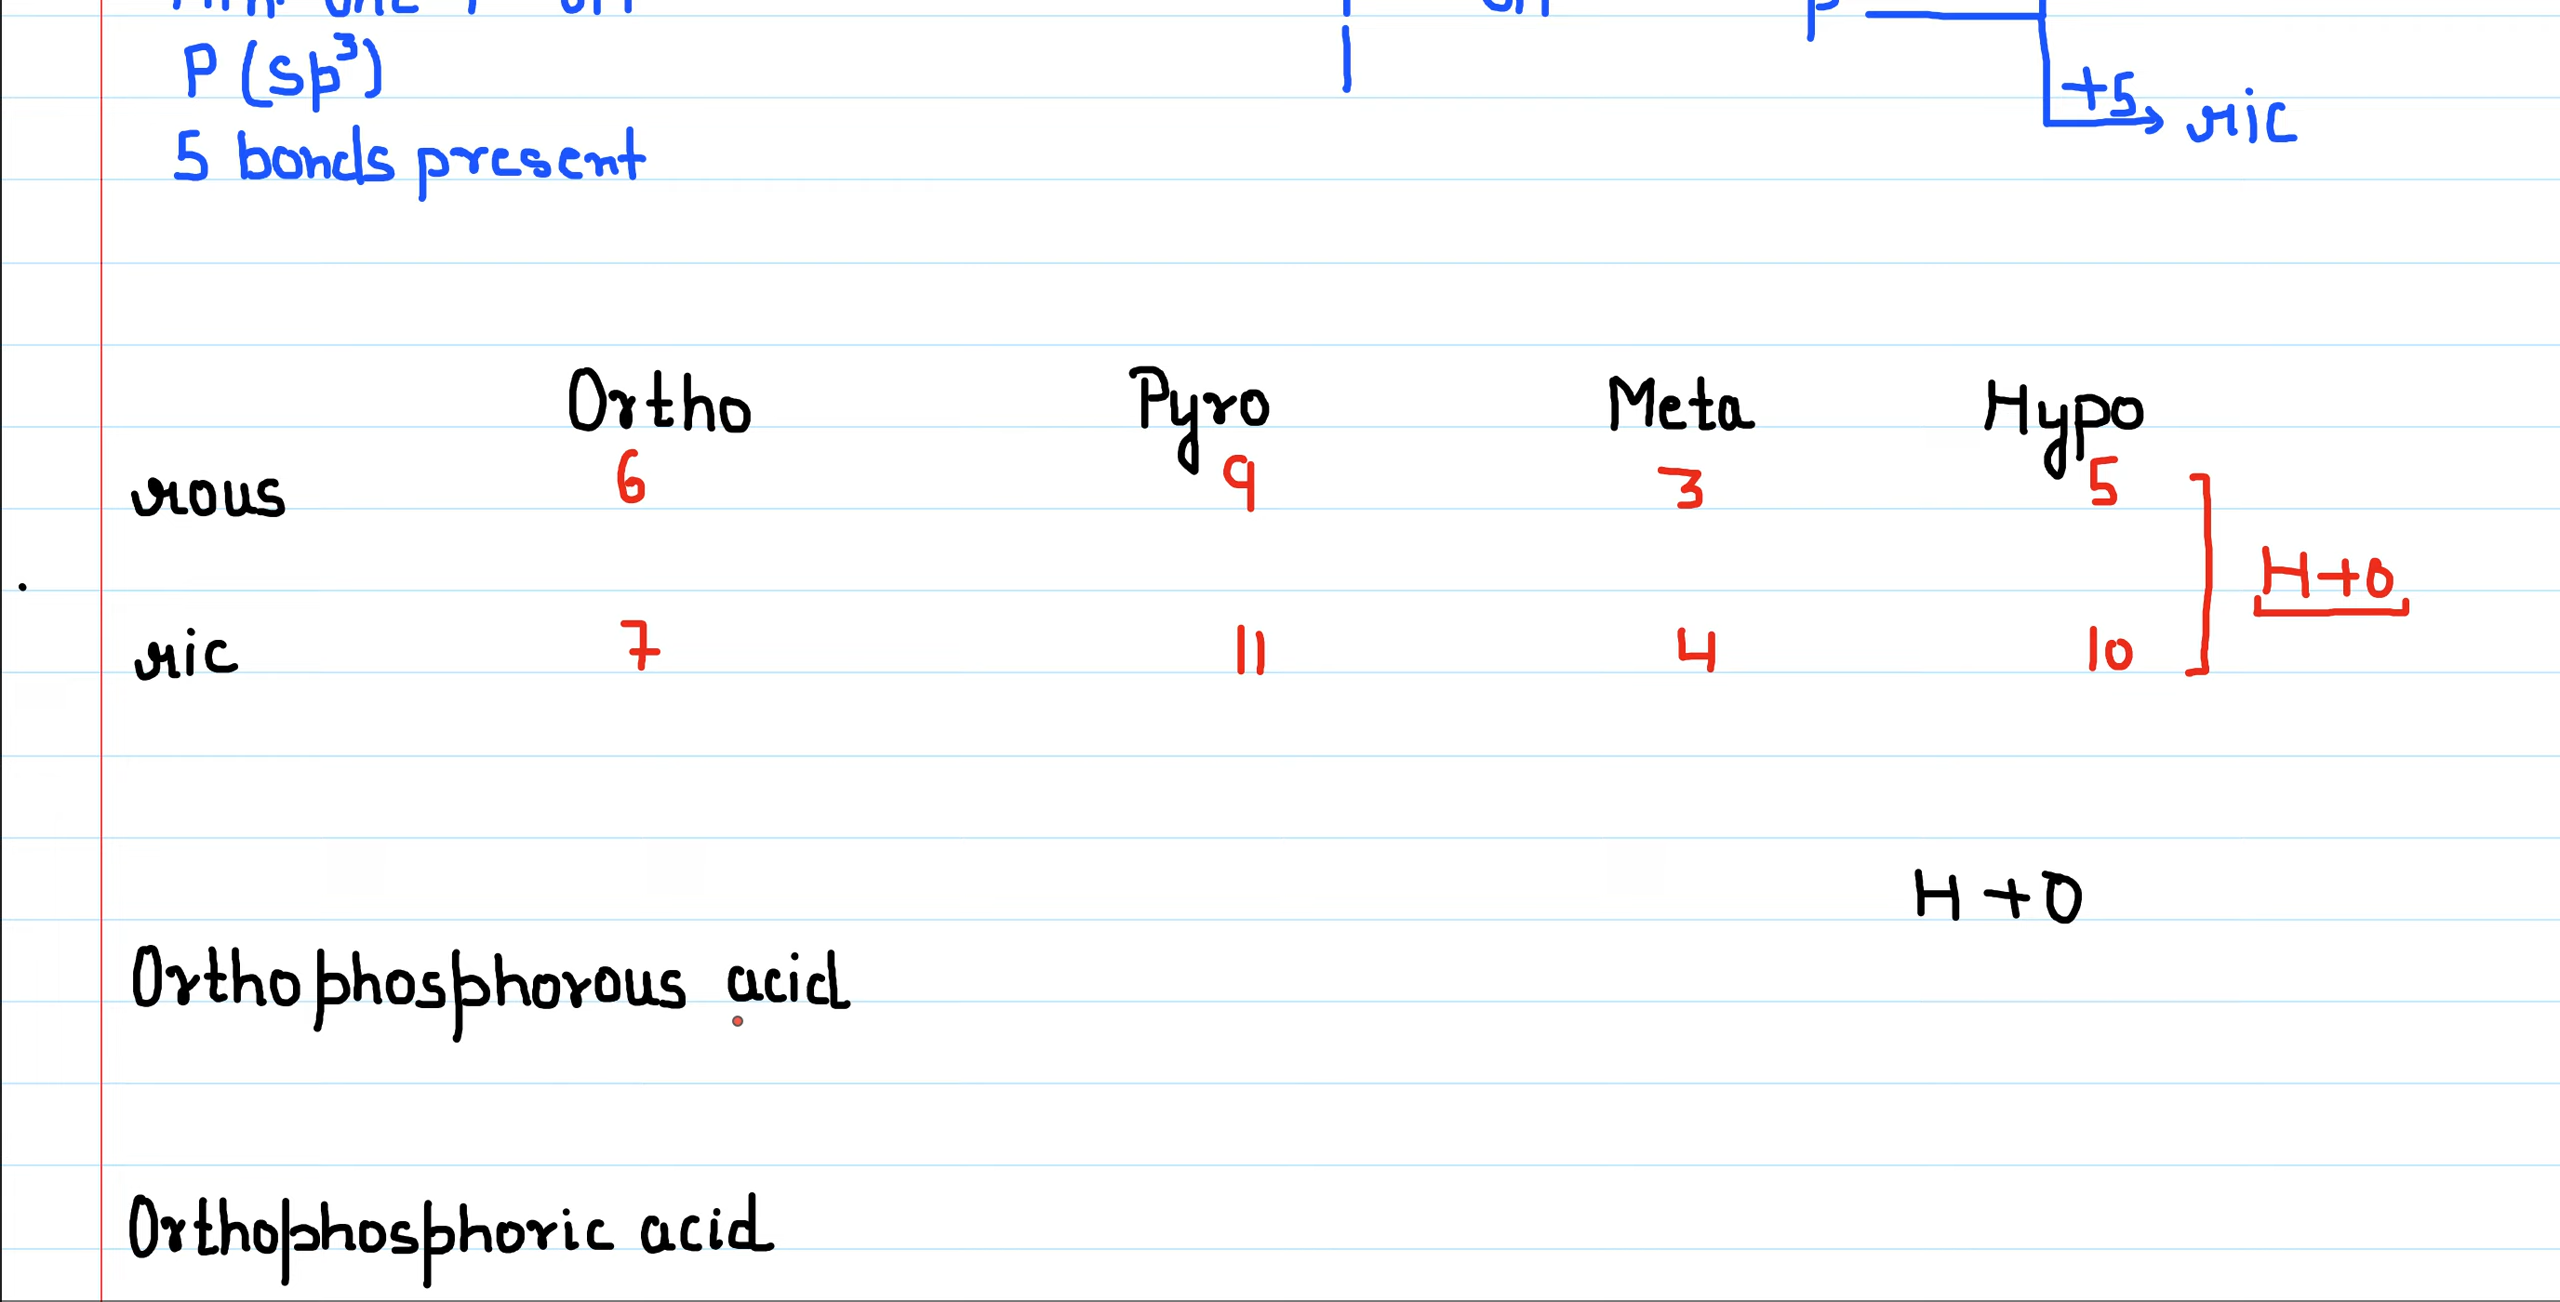 P (sp³)
+5 ric
5 bonds present
Ortho Pyro Meta Hypo
rous 6 9 3 5
H+O
ric 7 11 4 10
H+O
Orthophosphorous acid
Orthophosphoric acid